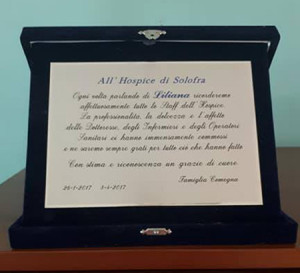 All' Hospice di Solofra
Ogni volta parlando di Liliana ricorderemo
affettuosamente tutto lo Staff dell'Hospice.
La professionalità, la dolcezza e l'affetto
delle Dottoresse, degli Infermieri e degli Operatori
Sanitari ci hanno immensamente commossi
e ne saremo sempre grati per tutto ciò che hanno fatto
Con stima e riconoscenza un grazie di cuore
Famiglia
24-1-2017 3-4-2017